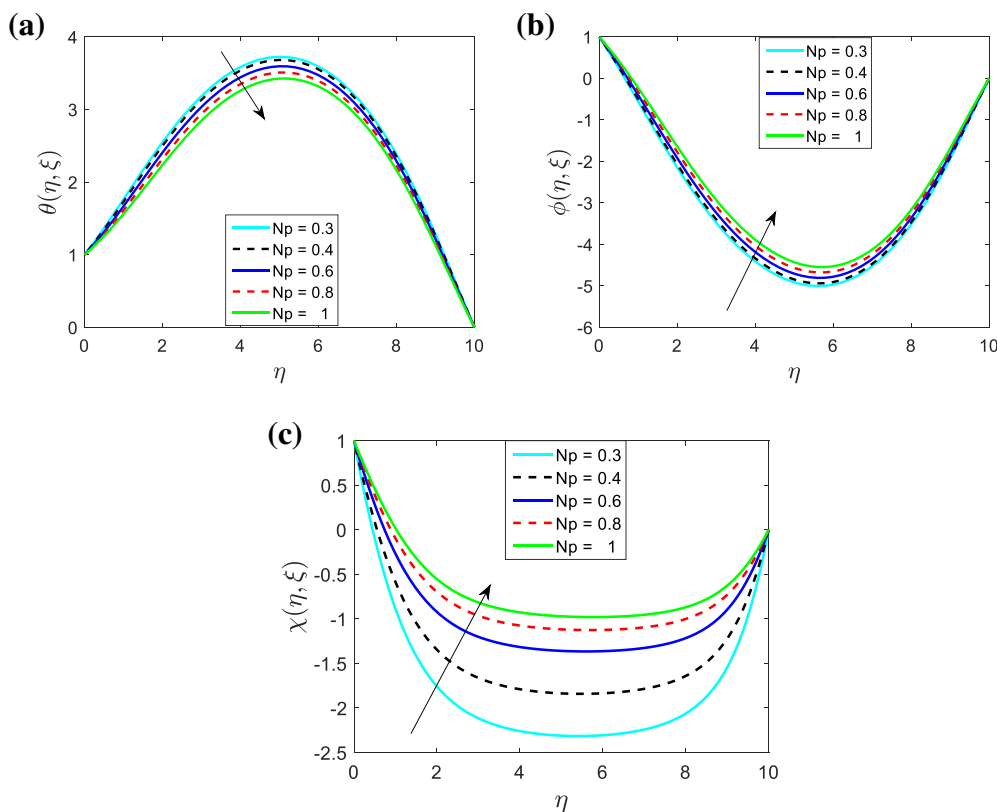 (a)
4
3
2
1
0
θ(η, ξ)
Np = 0.3
Np = 0.4
Np = 0.6
Np = 0.8
Np = 1
0 2 4 6 8 10
η
(b)
1
0
-1
-2
-3
-4
-5
-6
ϕ(η, ξ)
Np = 0.3
Np = 0.4
Np = 0.6
Np = 0.8
Np = 1
0 2 4 6 8 10
η
(c)
1
0.5
0
-0.5
-1
-1.5
-2
-2.5
χ(η, ξ)
Np = 0.3
Np = 0.4
Np = 0.6
Np = 0.8
Np = 1
0 2 4 6 8 10
η